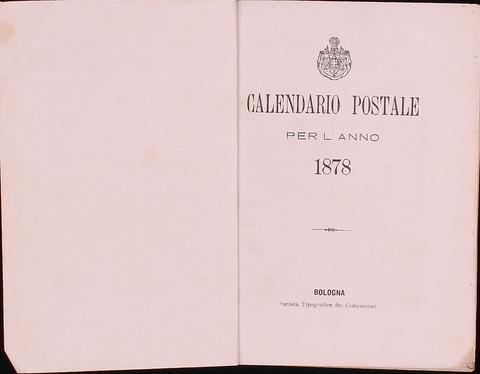 CALENDARIO POSTALE
PER L'ANNO
1878
BOLOGNA
Società Tipografica dei Compositori.